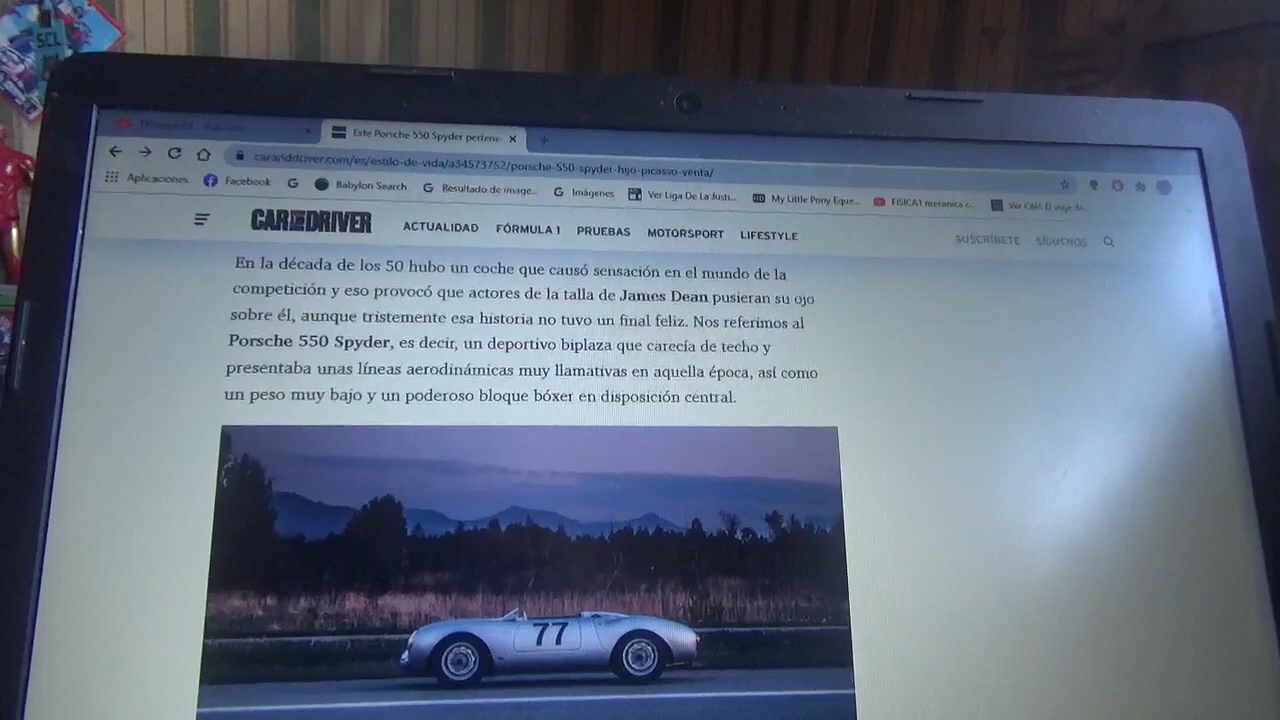 SCL
Este Porsche 550 Spyder pertene
caranddriver.com/es/estilo-de-vida/a34573752/porsche-550-spyder-hijo-picasso-venta/
Aplicaciones Facebook Babylon Search Resultado de image... Imágenes Ver Liga De La Justi... My Little Pony Eque... FISICA1 mecanica c...
CAR AND DRIVER ACTUALIDAD FÓRMULA 1 PRUEBAS MOTORSPORT LIFESTYLE SUSCRÍBETE SÍGUENOS
En la década de los 50 hubo un coche que causó sensación en el mundo de la
competición y eso provocó que actores de la talla de James Dean pusieran su ojo
sobre él, aunque tristemente esa historia no tuvo un final feliz. Nos referimos al
Porsche 550 Spyder, es decir, un deportivo biplaza que carecía de techo y
presentaba unas líneas aerodinámicas muy llamativas en aquella época, así como
un peso muy bajo y un poderoso bloque bóxer en disposición central.
77